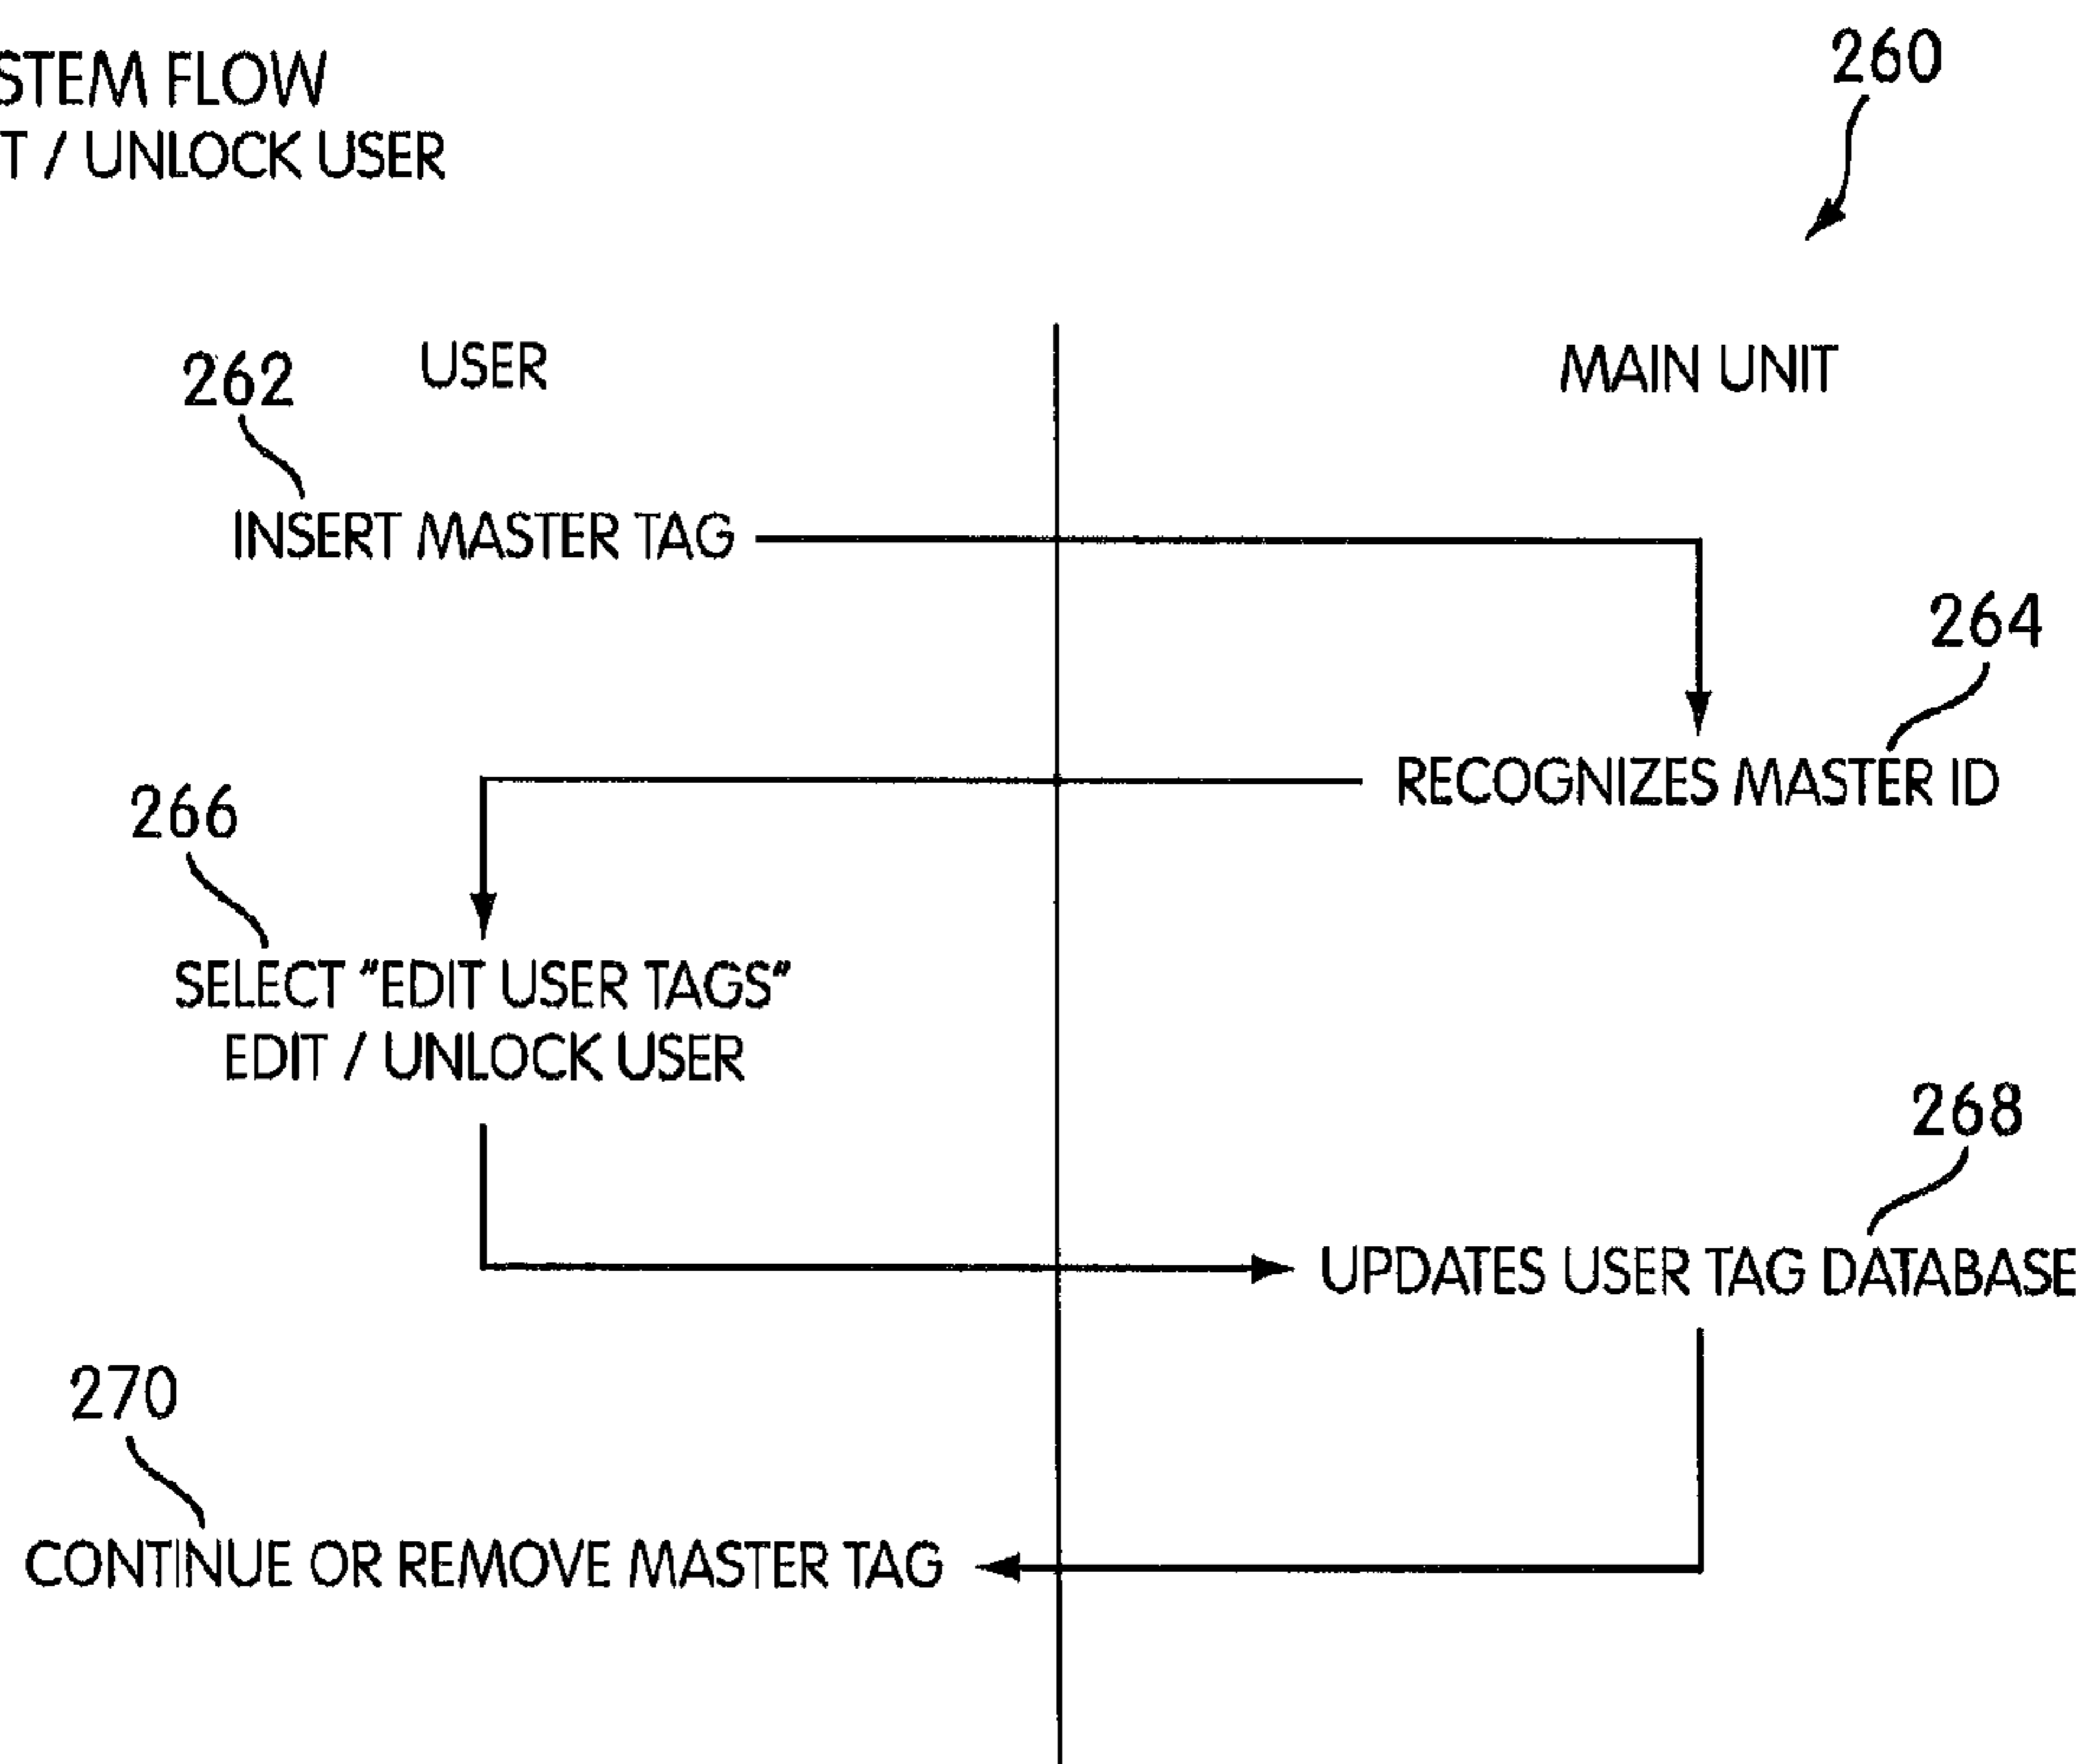 STEM FLOW
T / UNLOCK USER
260
USER
MAIN UNIT
262
INSERT MASTER TAG
264
RECOGNIZES MASTER ID
266
SELECT "EDIT USER TAGS"
EDIT / UNLOCK USER
268
UPDATES USER TAG DATABASE
270
CONTINUE OR REMOVE MASTER TAG